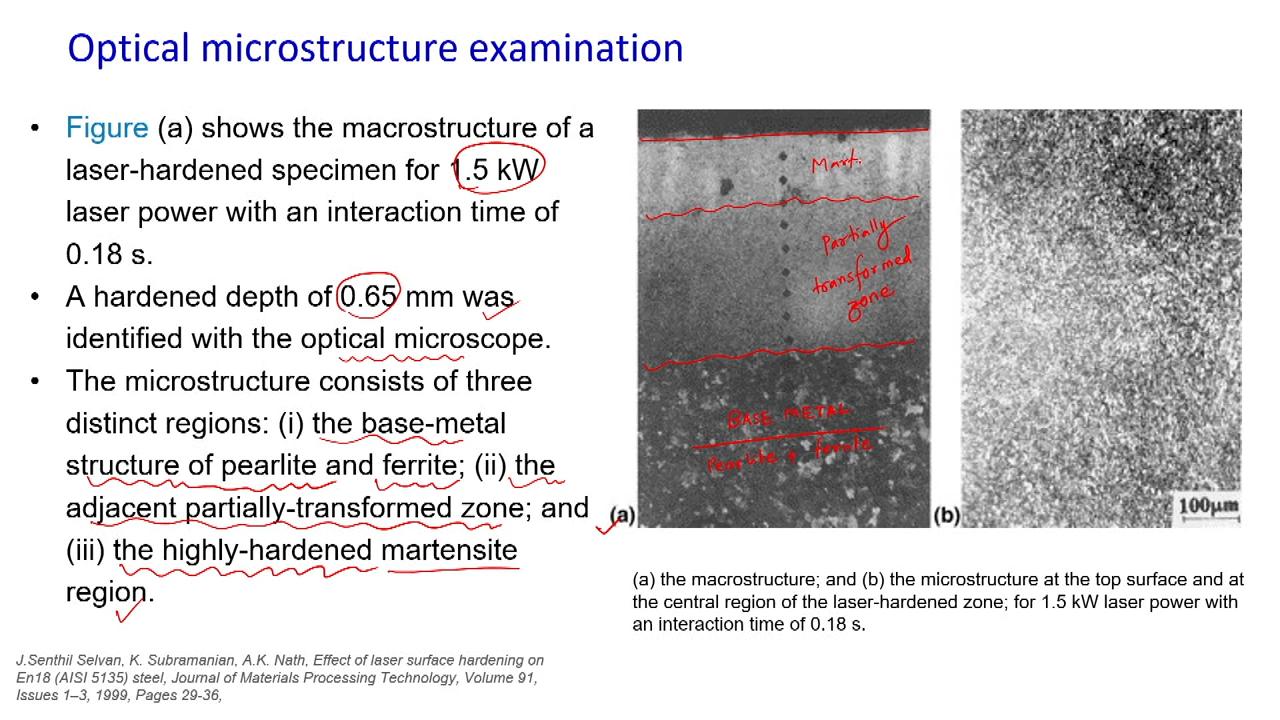 Optical microstructure examination
• Figure (a) shows the macrostructure of a
laser-hardened specimen for 1.5 kW
laser power with an interaction time of
0.18 s.
• A hardened depth of 0.65 mm was
identified with the optical microscope.
• The microstructure consists of three
distinct regions: (i) the base-metal
structure of pearlite and ferrite; (ii) the
adjacent partially-transformed zone; and
(iii) the highly-hardened martensite
region.
J.Senthil Selvan, K. Subramanian, A.K. Nath, Effect of laser surface hardening on
En18 (AISI 5135) steel, Journal of Materials Processing Technology, Volume 91,
Issues 1–3, 1999, Pages 29-36,
Mart.
Partially
transformed
zone
BASE METAL
Pearlite + ferrite
(a)
(b)
100μm
(a) the macrostructure; and (b) the microstructure at the top surface and at
the central region of the laser-hardened zone; for 1.5 kW laser power with
an interaction time of 0.18 s.